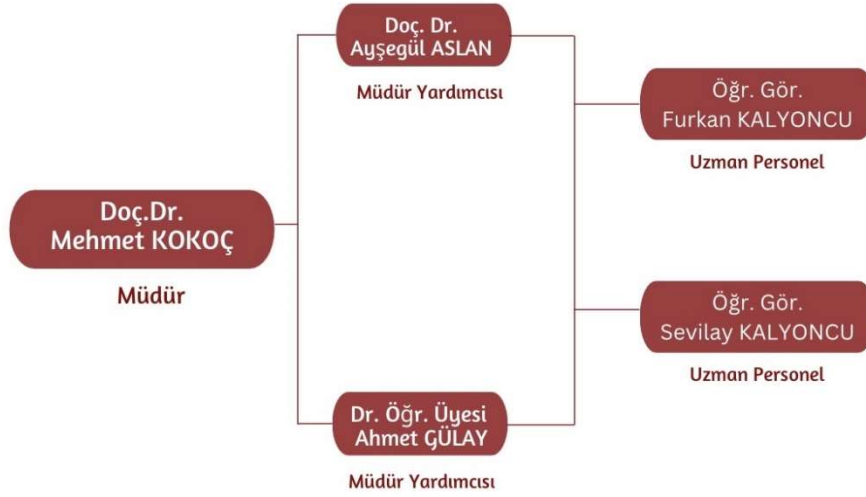 Doç. Dr.
Ayşegül ASLAN
Müdür Yardımcısı
Öğr. Gör.
Furkan KALYONCU
Uzman Personel
Doç.Dr.
Mehmet KOKOÇ
Müdür
Öğr. Gör.
Sevilay KALYONCU
Uzman Personel
Dr. Öğr. Üyesi
Ahmet GÜLAY
Müdür Yardımcısı